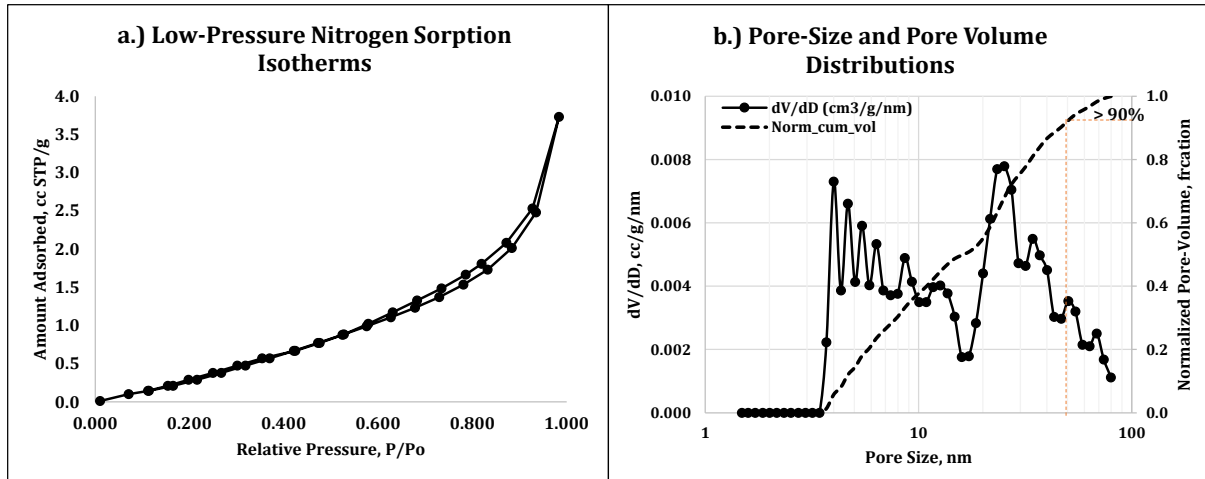 a.) Low-Pressure Nitrogen Sorption
Isotherms
4.0
3.5
3.0
2.5
2.0
1.5
1.0
0.5
0.0
Amount Adsorbed, cc STP/g
0.000
0.200
0.400
0.600
0.800
1.000
Relative Pressure, P/Po
b.) Pore-Size and Pore Volume
Distributions
0.010
0.008
0.006
0.004
0.002
0.000
dV/dD, cc/g/nm
dV/dD (cm3/g/nm)
Norm_cum_vol
> 90%
1.0
0.8
0.6
0.4
0.2
0.0
Normalized Pore-Volume, frcation
1
10
100
Pore Size, nm